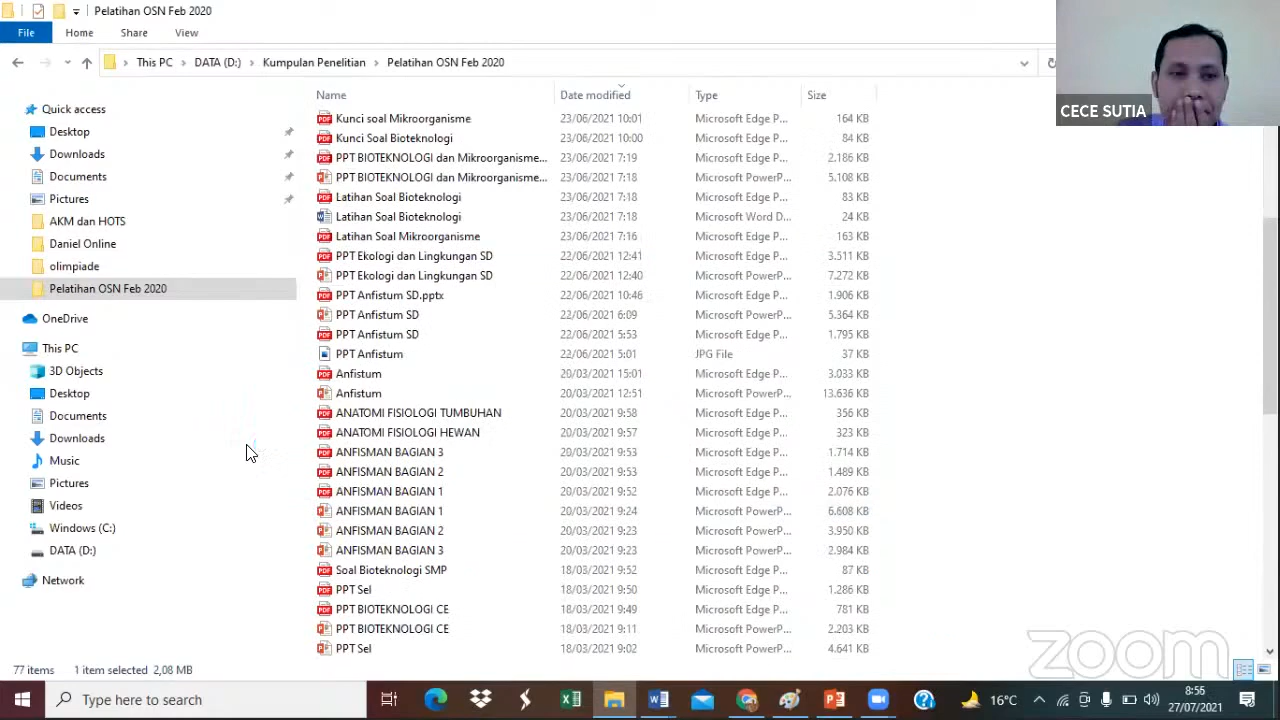 Pelatihan OSN Feb 2020
File Home Share View
This PC DATA (D:) Kumpulan Penelitian Pelatihan OSN Feb 2020
CECE SUTIA
Name Date modified Type Size
Quick access
Desktop
Downloads
Documents
Pictures
AKM dan HOTS
Daniel Online
olimpiade
Pelatihan OSN Feb 2020
OneDrive
This PC
3D Objects
Desktop
Documents
Downloads
Music
Pictures
Videos
Windows (C:)
DATA (D:)
Network
Kunci soal Mikroorganisme 23/06/2021 10:01 Microsoft Edge P... 164 KB
Kunci Soal Bioteknologi 23/06/2021 10:00 Microsoft Edge P... 84 KB
PPT BIOTEKNOLOGI dan Mikroorganisme... 23/06/2021 7:19 Microsoft Edge P... 2.186 KB
PPT BIOTEKNOLOGI dan Mikroorganisme... 23/06/2021 7:18 Microsoft PowerP... 5.108 KB
Latihan Soal Bioteknologi 23/06/2021 7:18 Microsoft Edge P... 83 KB
Latihan Soal Bioteknologi 23/06/2021 7:18 Microsoft Word D... 24 KB
Latihan Soal Mikroorganisme 23/06/2021 7:16 Microsoft Edge P... 163 KB
PPT Ekologi dan Lingkungan SD 22/06/2021 12:41 Microsoft Edge P... 3.511 KB
PPT Ekologi dan Lingkungan SD 22/06/2021 12:40 Microsoft PowerP... 7.272 KB
PPT Anfistum SD.pptx 22/06/2021 10:46 Microsoft Edge P... 1.906 KB
PPT Anfistum SD 22/06/2021 6:09 Microsoft PowerP... 5.364 KB
PPT Anfistum SD 22/06/2021 5:53 Microsoft Edge P... 1.795 KB
PPT Anfistum 22/06/2021 5:01 JPG File 37 KB
Anfistum 20/03/2021 15:01 Microsoft Edge P... 3.033 KB
Anfistum 20/03/2021 12:51 Microsoft PowerP... 13.636 KB
ANATOMI FISIOLOGI TUMBUHAN 20/03/2021 9:58 Microsoft Edge P... 356 KB
ANATOMI FISIOLOGI HEWAN 20/03/2021 9:57 Microsoft Edge P... 323 KB
ANFISMAN BAGIAN 3 20/03/2021 9:53 Microsoft Edge P... 1.714 KB
ANFISMAN BAGIAN 2 20/03/2021 9:53 Microsoft Edge P... 1.489 KB
ANFISMAN BAGIAN 1 20/03/2021 9:52 Microsoft Edge P... 2.076 KB
ANFISMAN BAGIAN 1 20/03/2021 9:24 Microsoft PowerP... 6.608 KB
ANFISMAN BAGIAN 2 20/03/2021 9:23 Microsoft PowerP... 3.950 KB
ANFISMAN BAGIAN 3 20/03/2021 9:23 Microsoft PowerP... 2.984 KB
Soal Bioteknologi SMP 18/03/2021 9:52 Microsoft Edge P... 87 KB
PPT Sel 18/03/2021 9:50 Microsoft Edge P... 1.286 KB
PPT BIOTEKNOLOGI CE 18/03/2021 9:49 Microsoft Edge P... 781 KB
PPT BIOTEKNOLOGI CE 18/03/2021 9:11 Microsoft PowerP... 2.203 KB
PPT Sel 18/03/2021 9:02 Microsoft PowerP... 4.641 KB
zoom
77 items 1 item selected 2,08 MB
Type here to search
16°C
8:56
27/07/2021